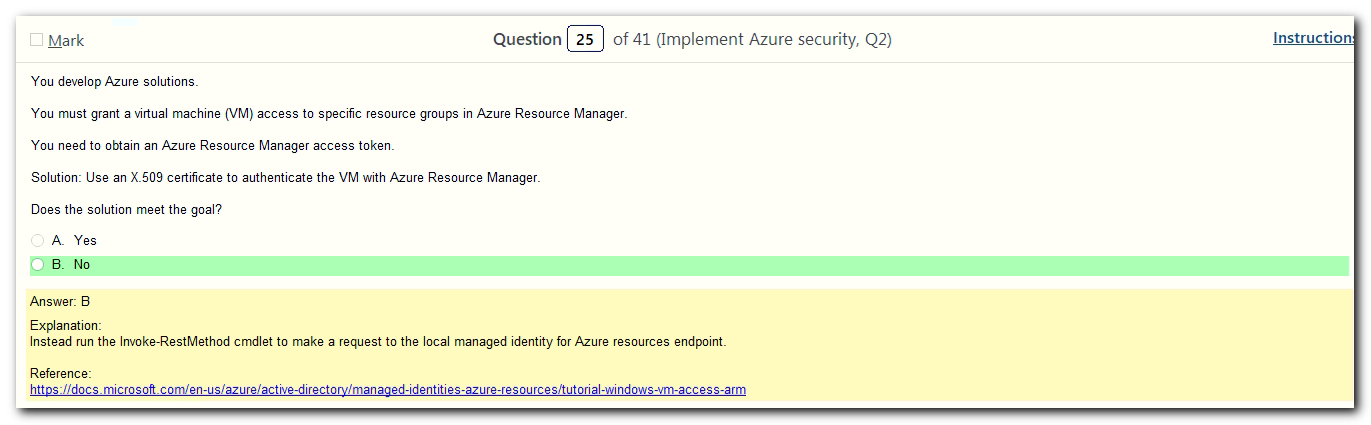 Mark Question 25 of 41 (Implement Azure security, Q2) Instructions
You develop Azure solutions.
You must grant a virtual machine (VM) access to specific resource groups in Azure Resource Manager.
You need to obtain an Azure Resource Manager access token.
Solution: Use an X.509 certificate to authenticate the VM with Azure Resource Manager.
Does the solution meet the goal?
A. Yes
B. No
Answer: B
Explanation:
Instead run the Invoke-RestMethod cmdlet to make a request to the local managed identity for Azure resources endpoint.
Reference:
https://docs.microsoft.com/en-us/azure/active-directory/managed-identities-azure-resources/tutorial-windows-vm-access-arm